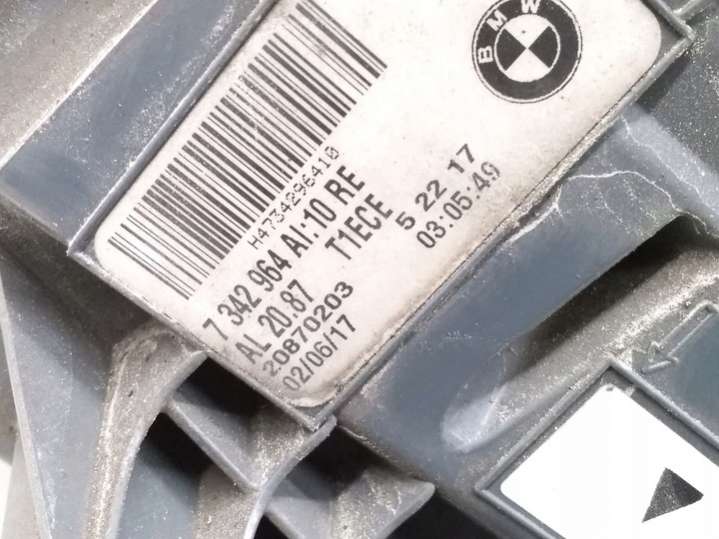 BMW
H4734296410
7 342 964 AI:10 RE
AL 20.87 T1ECE 5 22 17
20870203 03:05:49
02/06/17